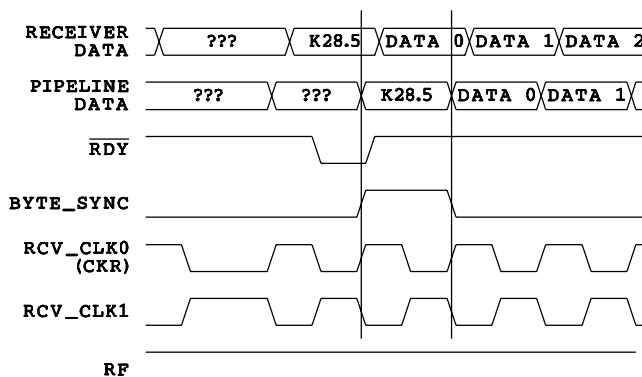 RECEIVER DATA ??? K28.5 DATA 0 DATA 1 DATA 2
PIPELINE DATA ??? ??? K28.5 DATA 0 DATA 1
RDY
BYTE_SYNC
RCV_CLK0 (CKR)
RCV_CLK1
RF